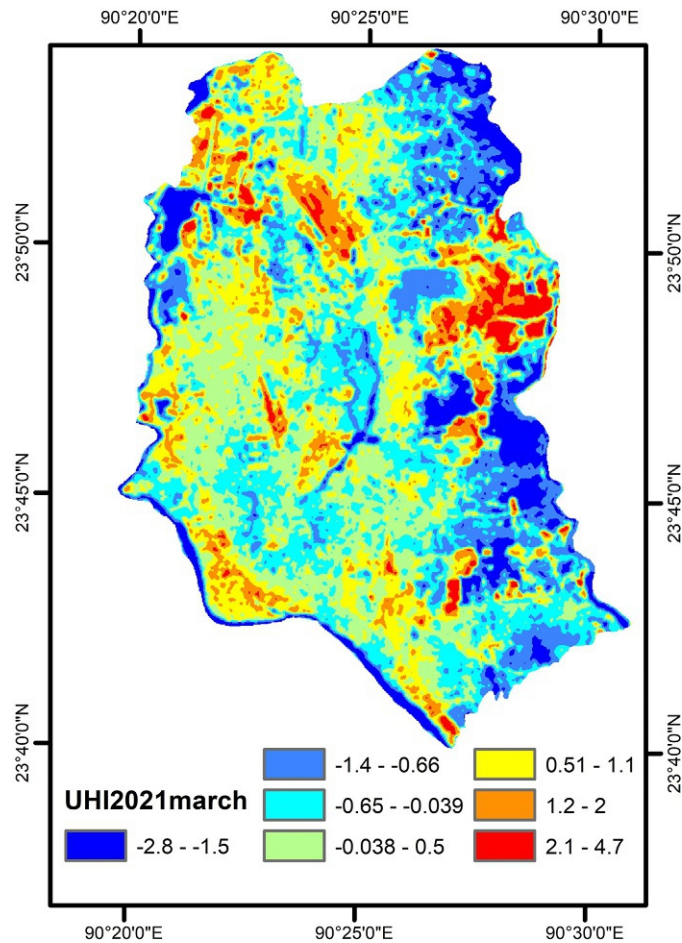 90°20'0"E 90°25'0"E 90°30'0"E
23°50'0"N 23°50'0"N
23°45'0"N 23°45'0"N
23°40'0"N 23°40'0"N
UHI2021march
-2.8 - -1.5
-1.4 - -0.66
-0.65 - -0.039
-0.038 - 0.5
0.51 - 1.1
1.2 - 2
2.1 - 4.7
90°20'0"E 90°25'0"E 90°30'0"E